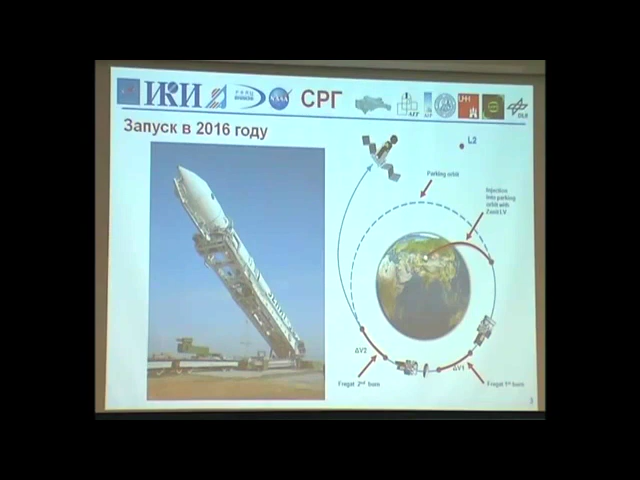 ИКИ
NASA
СРГ
DLR
Запуск в 2016 году
L2
Parking orbit
Injection
into parking
orbit with
Zenit LV
ΔV2
ΔV1
Fregat 2nd burn
Fregat 1st burn